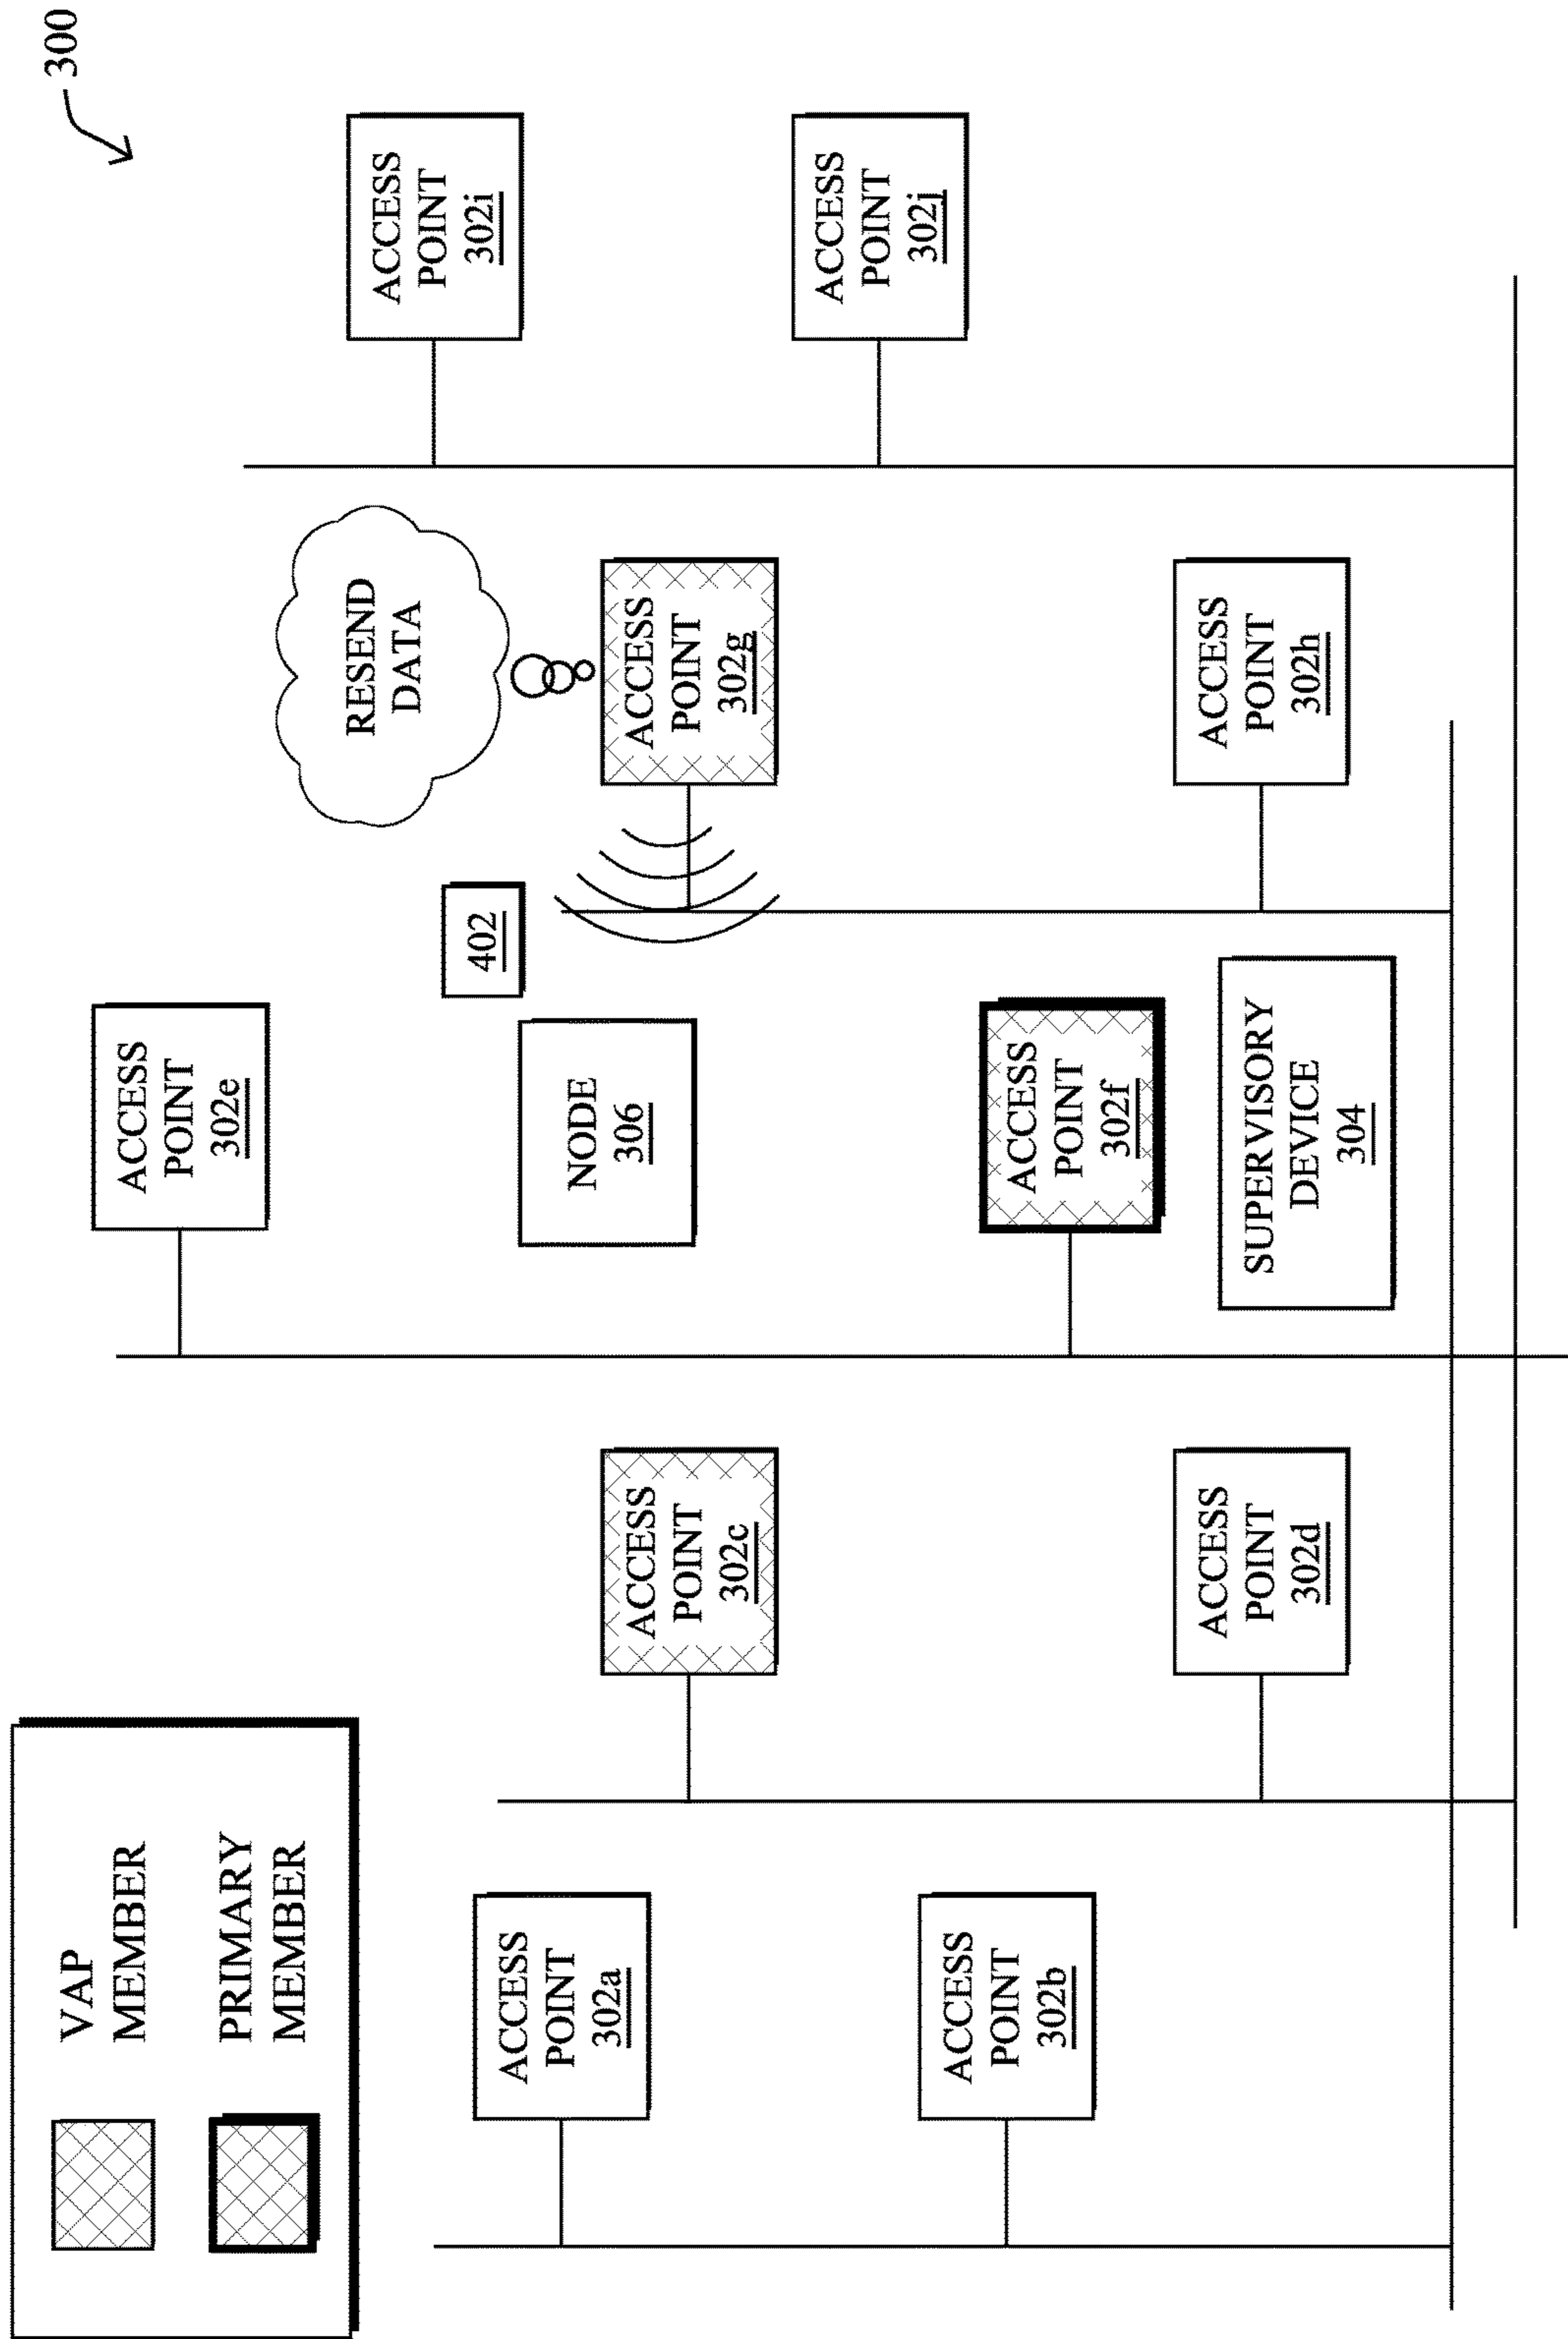 300
VAP
MEMBER
PRIMARY
MEMBER
ACCESS
POINT
302a
ACCESS
POINT
302b
ACCESS
POINT
302c
ACCESS
POINT
302d
ACCESS
POINT
302e
NODE
306
402
ACCESS
POINT
302f
SUPERVISORY
DEVICE
304
RESEND
DATA
ACCESS
POINT
302g
ACCESS
POINT
302h
ACCESS
POINT
302i
ACCESS
POINT
302j